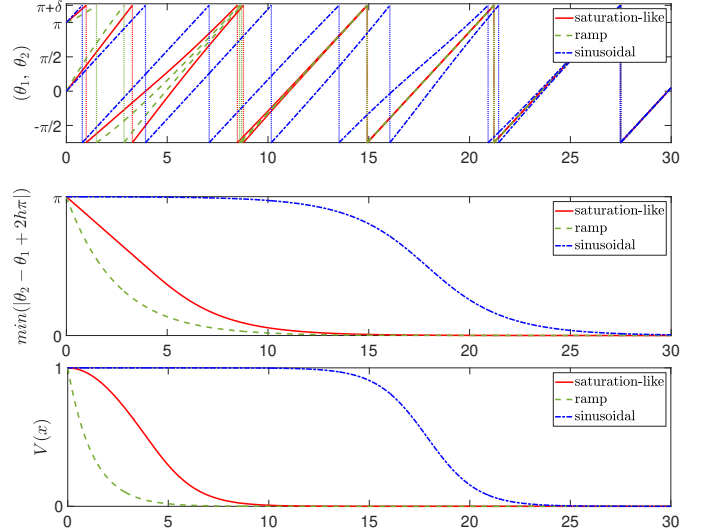 π+δ
π
π/2
0
-π/2
(θ₁, θ₂)
saturation-like
ramp
sinusoidal
0 5 10 15 20 25 30
π
0
min(|θ₂ − θ₁ + 2hπ|)
saturation-like
ramp
sinusoidal
0 5 10 15 20 25 30
1
0
V(x)
saturation-like
ramp
sinusoidal
0 5 10 15 20 25 30